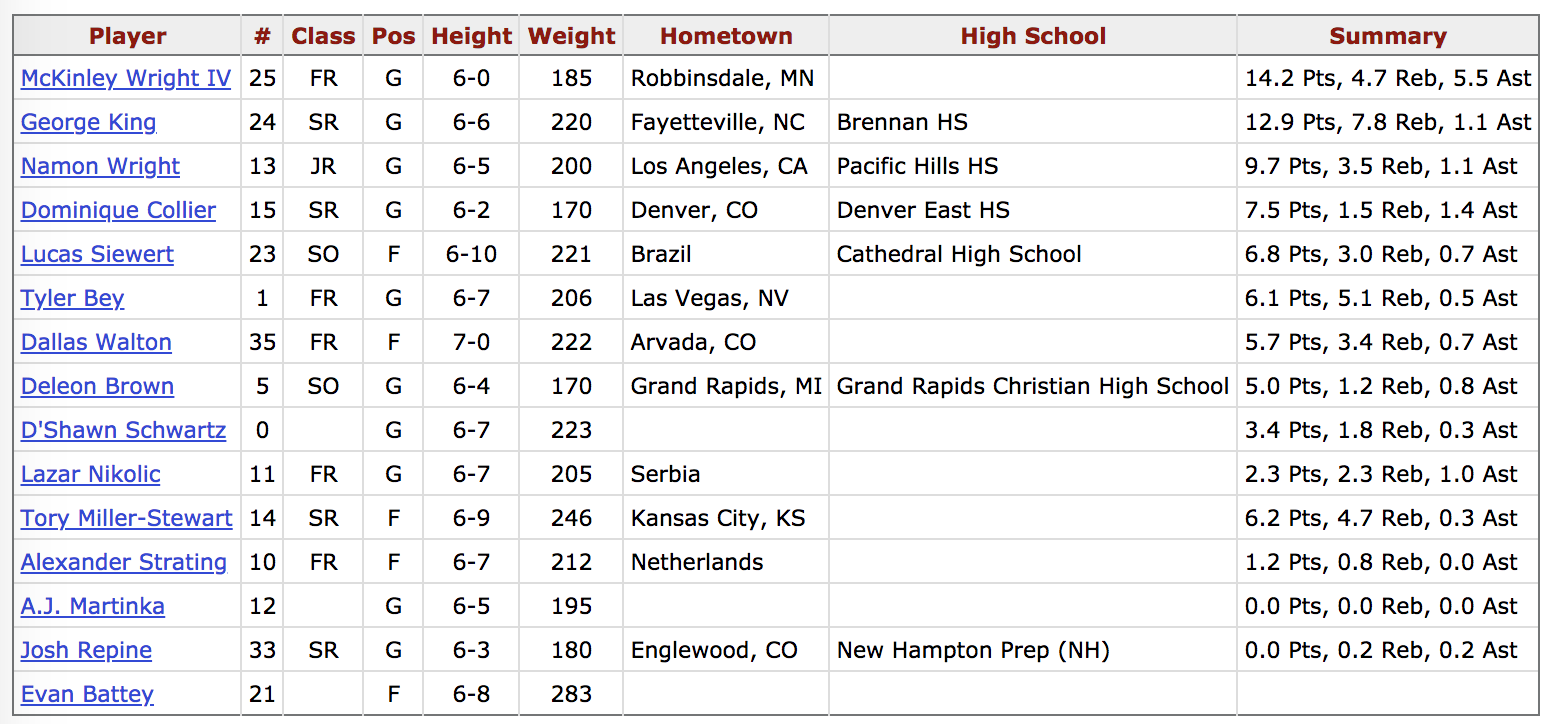 Player # Class Pos Height Weight Hometown High School Summary
McKinley Wright IV 25 FR G 6-0 185 Robbinsdale, MN 14.2 Pts, 4.7 Reb, 5.5 Ast
George King 24 SR G 6-6 220 Fayetteville, NC Brennan HS 12.9 Pts, 7.8 Reb, 1.1 Ast
Namon Wright 13 JR G 6-5 200 Los Angeles, CA Pacific Hills HS 9.7 Pts, 3.5 Reb, 1.1 Ast
Dominique Collier 15 SR G 6-2 170 Denver, CO Denver East HS 7.5 Pts, 1.5 Reb, 1.4 Ast
Lucas Siewert 23 SO F 6-10 221 Brazil Cathedral High School 6.8 Pts, 3.0 Reb, 0.7 Ast
Tyler Bey 1 FR G 6-7 206 Las Vegas, NV 6.1 Pts, 5.1 Reb, 0.5 Ast
Dallas Walton 35 FR F 7-0 222 Arvada, CO 5.7 Pts, 3.4 Reb, 0.7 Ast
Deleon Brown 5 SO G 6-4 170 Grand Rapids, MI Grand Rapids Christian High School 5.0 Pts, 1.2 Reb, 0.8 Ast
D'Shawn Schwartz 0 G 6-7 223 3.4 Pts, 1.8 Reb, 0.3 Ast
Lazar Nikolic 11 FR G 6-7 205 Serbia 2.3 Pts, 2.3 Reb, 1.0 Ast
Tory Miller-Stewart 14 SR F 6-9 246 Kansas City, KS 6.2 Pts, 4.7 Reb, 0.3 Ast
Alexander Strating 10 FR F 6-7 212 Netherlands 1.2 Pts, 0.8 Reb, 0.0 Ast
A.J. Martinka 12 G 6-5 195 0.0 Pts, 0.0 Reb, 0.0 Ast
Josh Repine 33 SR G 6-3 180 Englewood, CO New Hampton Prep (NH) 0.0 Pts, 0.2 Reb, 0.2 Ast
Evan Battey 21 F 6-8 283